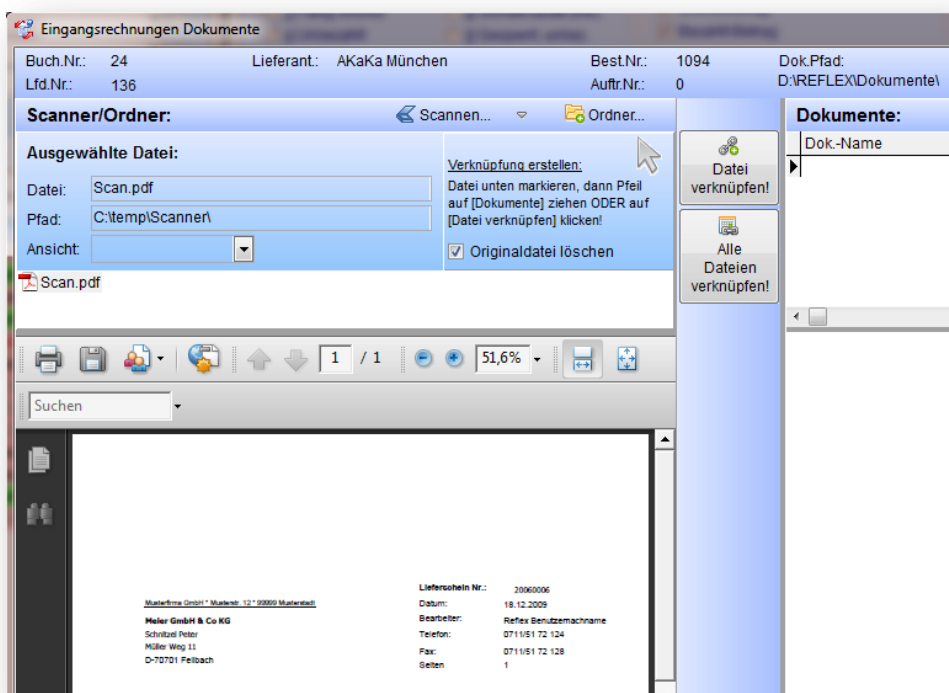 Eingangsrechnungen Dokumente
Buch.Nr.: 24 Lieferant.: AKaKa München Best.Nr.: 1094 Dok.Pfad:
Lfd.Nr.: 136 Auftr.Nr.: 0 D:\REFLEX\Dokumente\
Scanner/Ordner: Scannen... Ordner... Dokumente:
Ausgewählte Datei:
Datei: Scan.pdf
Pfad: C:\temp\Scanner\
Ansicht:
Verknüpfung erstellen:
Datei unten markieren, dann Pfeil
auf [Dokumente] ziehen ODER auf
[Datei verknüpfen] klicken!
Originaldatei löschen
Datei
verknüpfen!
Alle
Dateien
verknüpfen!
Dok.-Name
Scan.pdf
1 / 1 51,6%
Suchen
Musterfirma GmbH * Musterstr. 12 * 99999 Musterstadt
Meier GmbH & Co KG
Schnitzel Peter
Müller Weg 11
D-70701 Fellbach
Lieferschein Nr.: 20060006
Datum: 18.12.2009
Bearbeiter: Reflex Benutzernachname
Telefon: 0711/51 72 124
Fax: 0711/51 72 128
Seiten 1